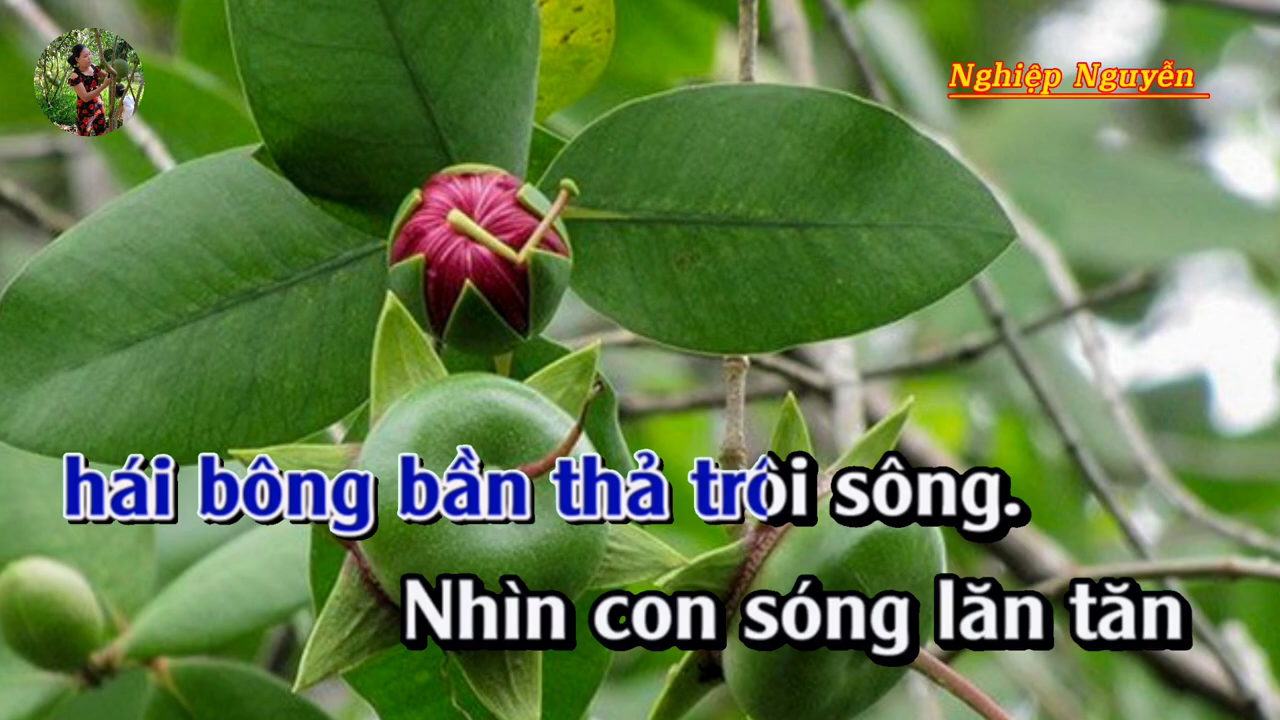 Nghiệp Nguyễn
hái bông bần thả trôi sông.
Nhìn con sóng lăn tăn